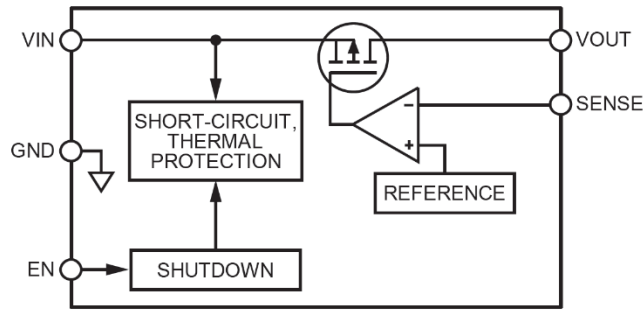 VIN
VOUT
SENSE
SHORT-CIRCUIT,
THERMAL
PROTECTION
GND
REFERENCE
EN
SHUTDOWN
−
+